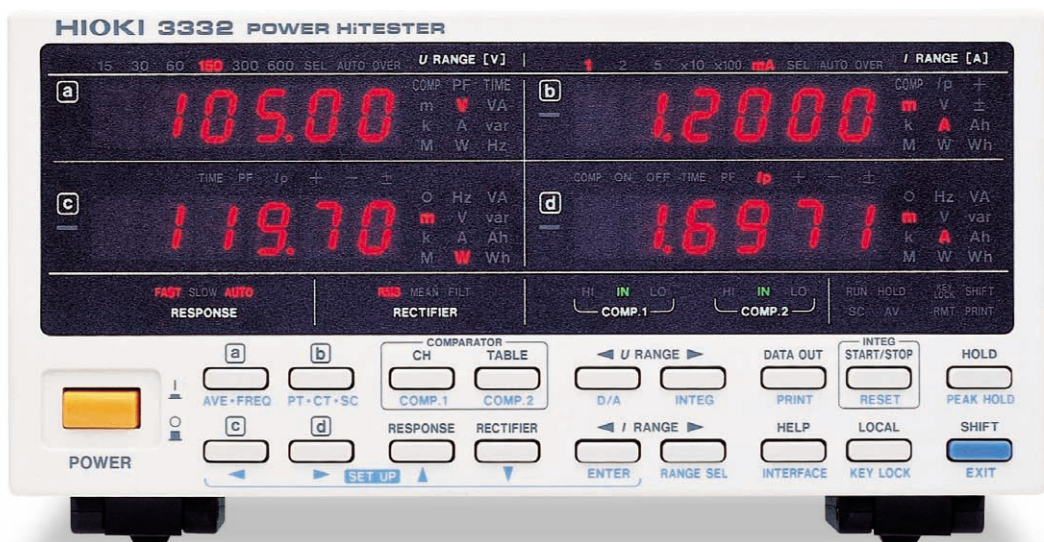 HIOKI 3332 POWER HiTESTER
15 30 60 150 300 600 SEL AUTO OVER U RANGE [V]
1 2 5 x10 x100 mA SEL AUTO OVER I RANGE [A]
a
105.00
COMP PF TIME
m V VA
k A var
M W Hz
b
1.2000
COMP Ip + −
m V ±
k A Ah
M W Wh
TIME PF Ip + − ±
c
119.70
Hz VA
m V var
k A Ah
M W Wh
COMP ON OFF TIME PF Ip + − ±
d
1.6971
Hz VA
m V var
k A Ah
M W Wh
FAST SLOW AUTO
RESPONSE
MEAN FILT
RECTIFIER
HI IN LO
COMP.1
HI IN LO
COMP.2
RUN HOLD KEY LOCK SHIFT
SC AV RMT PRINT
POWER
I
O
a b
AVE•FREQ PT•CT•SC
COMPARATOR
CH TABLE
COMP.1 COMP.2
◀ U RANGE ▶
D/A INTEG
DATA OUT
PRINT
INTEG
START/STOP
RESET
HOLD
PEAK HOLD
c d RESPONSE RECTIFIER
◀ ▶ SET UP ▲ ▼
◀ I RANGE ▶
ENTER RANGE SEL
HELP
INTERFACE
LOCAL
KEY LOCK
SHIFT
EXIT